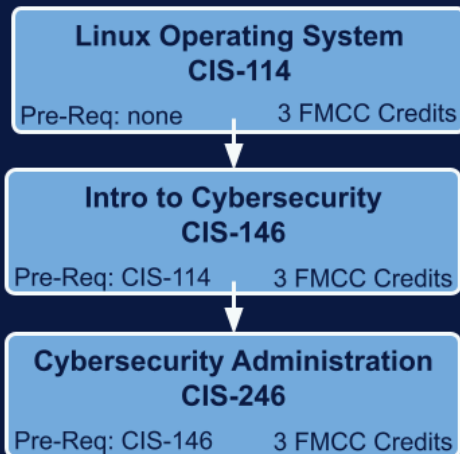 Linux Operating System
CIS-114
Pre-Req: none 3 FMCC Credits
Intro to Cybersecurity
CIS-146
Pre-Req: CIS-114 3 FMCC Credits
Cybersecurity Administration
CIS-246
Pre-Req: CIS-146 3 FMCC Credits